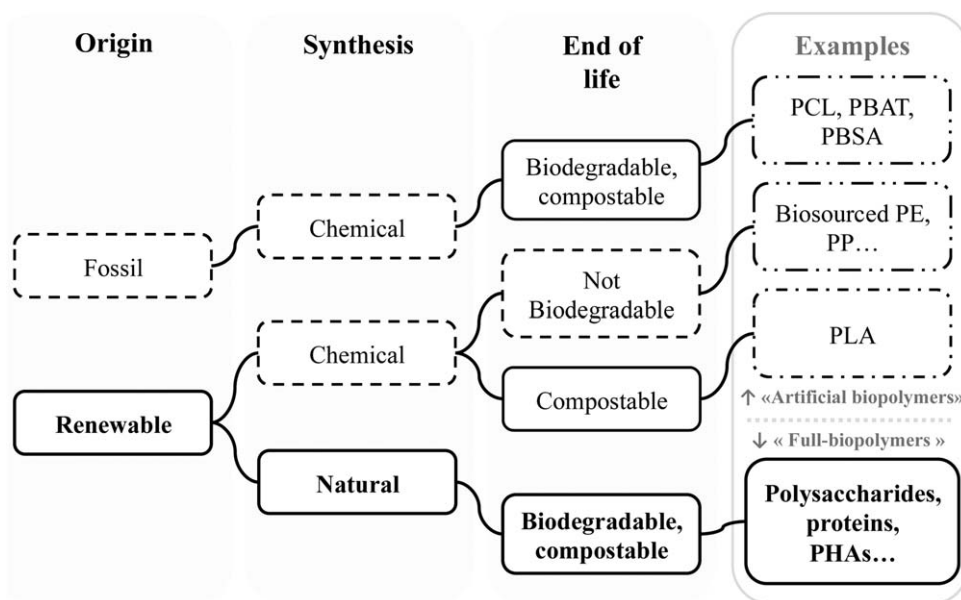 Origin
Synthesis
End of
life
Examples
PCL, PBAT,
PBSA
Biodegradable,
compostable
Chemical
Fossil
Biosourced PE,
PP…
Not
Biodegradable
Chemical
PLA
Compostable
Renewable
↑ «Artificial biopolymers»
↓ « Full-biopolymers »
Natural
Biodegradable,
compostable
Polysaccharides,
proteins,
PHAs…